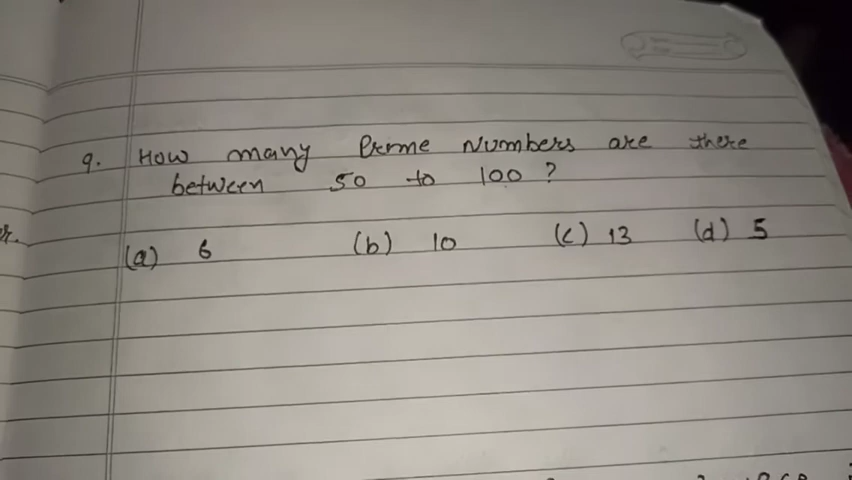 9. How many Prime Numbers are there
between 50 to 100 ?
(a) 6 (b) 10 (c) 13 (d) 5